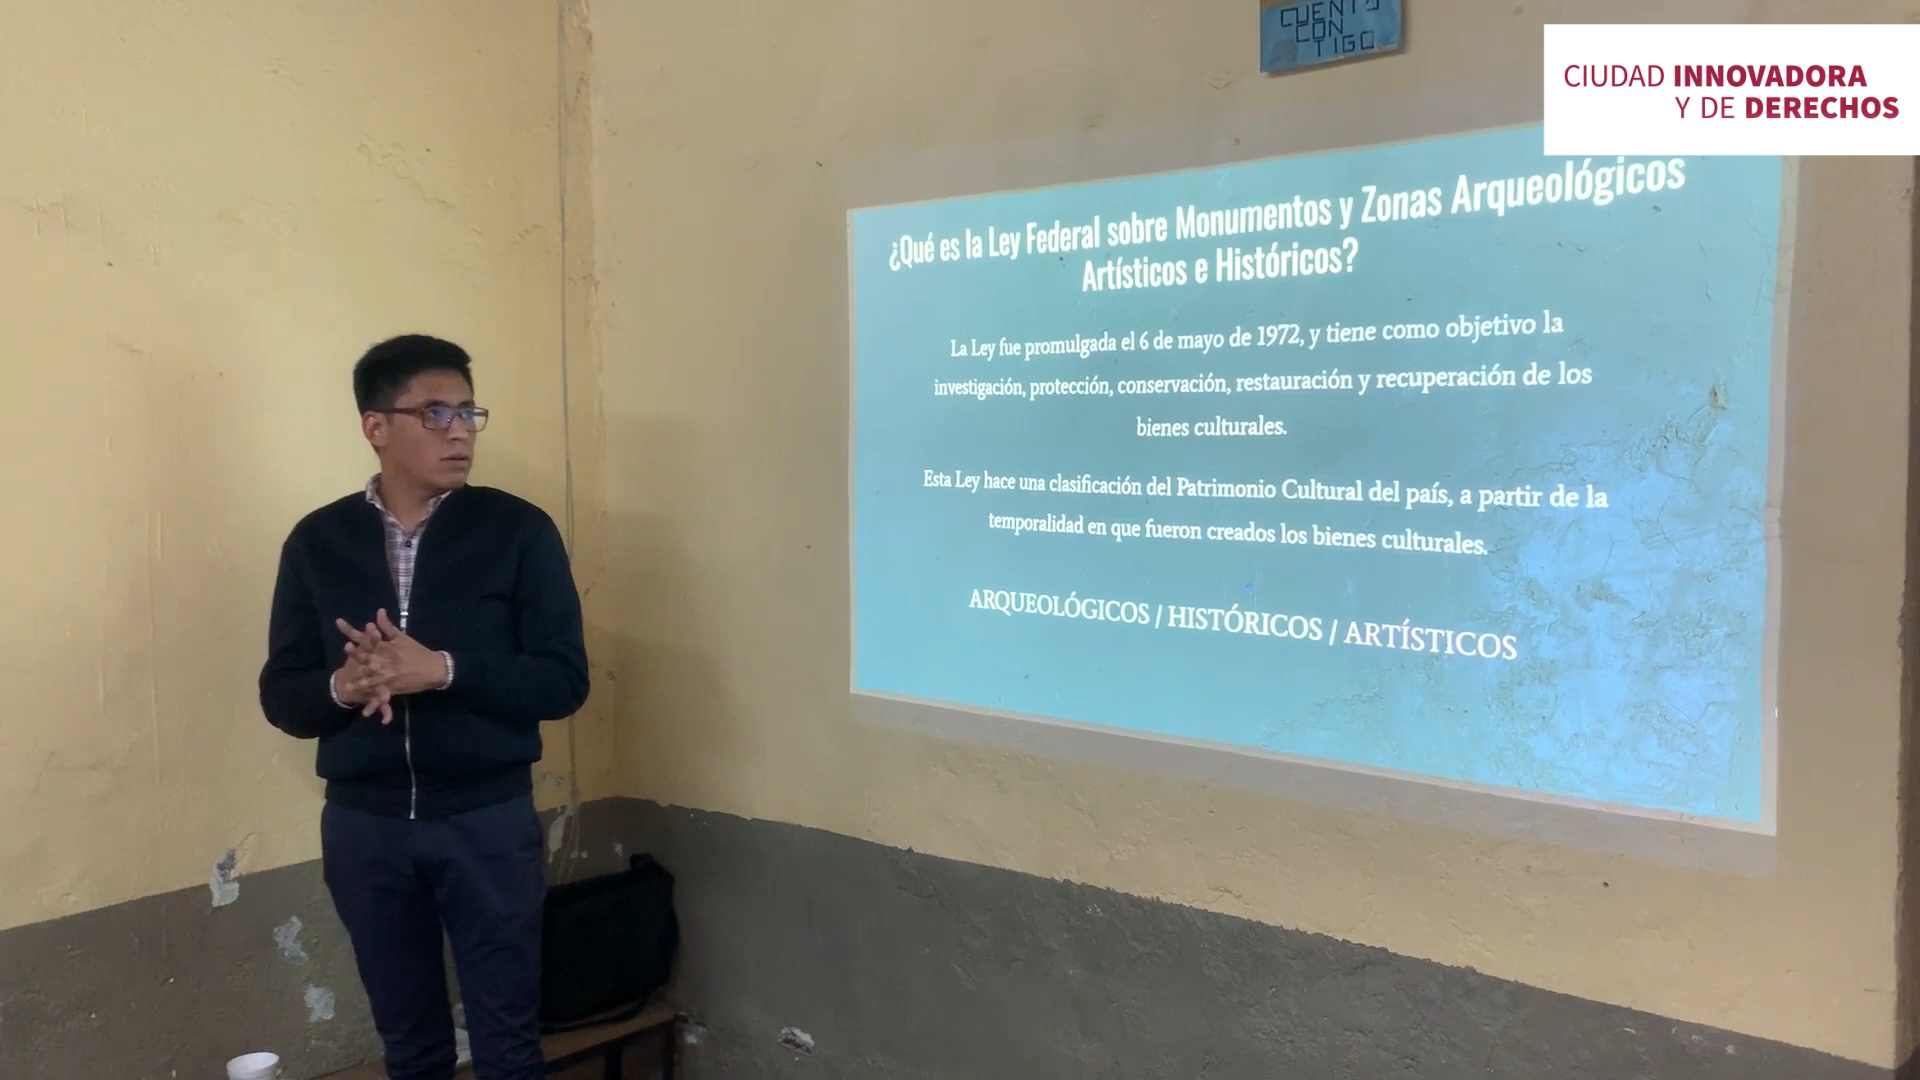 CUENTO
CON
TIGO
CIUDAD INNOVADORA
Y DE DERECHOS
¿Qué es la Ley Federal sobre Monumentos y Zonas Arqueológicos
Artísticos e Históricos?
La Ley fue promulgada el 6 de mayo de 1972, y tiene como objetivo la
investigación, protección, conservación, restauración y recuperación de los
bienes culturales.
Esta Ley hace una clasificación del Patrimonio Cultural del país, a partir de la
temporalidad en que fueron creados los bienes culturales.
ARQUEOLÓGICOS / HISTÓRICOS / ARTÍSTICOS